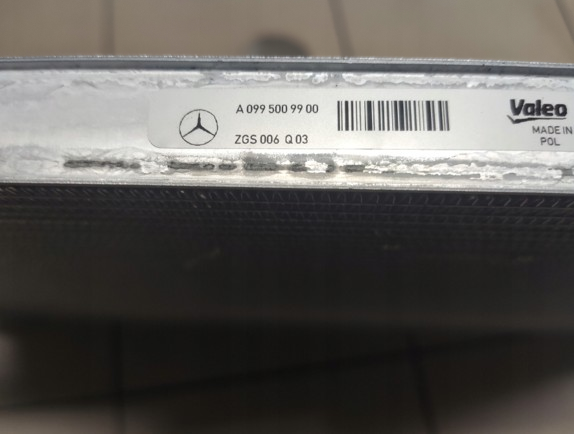 A 099 500 99 00
ZGS 006 Q 03
Valeo
MADE IN
POL